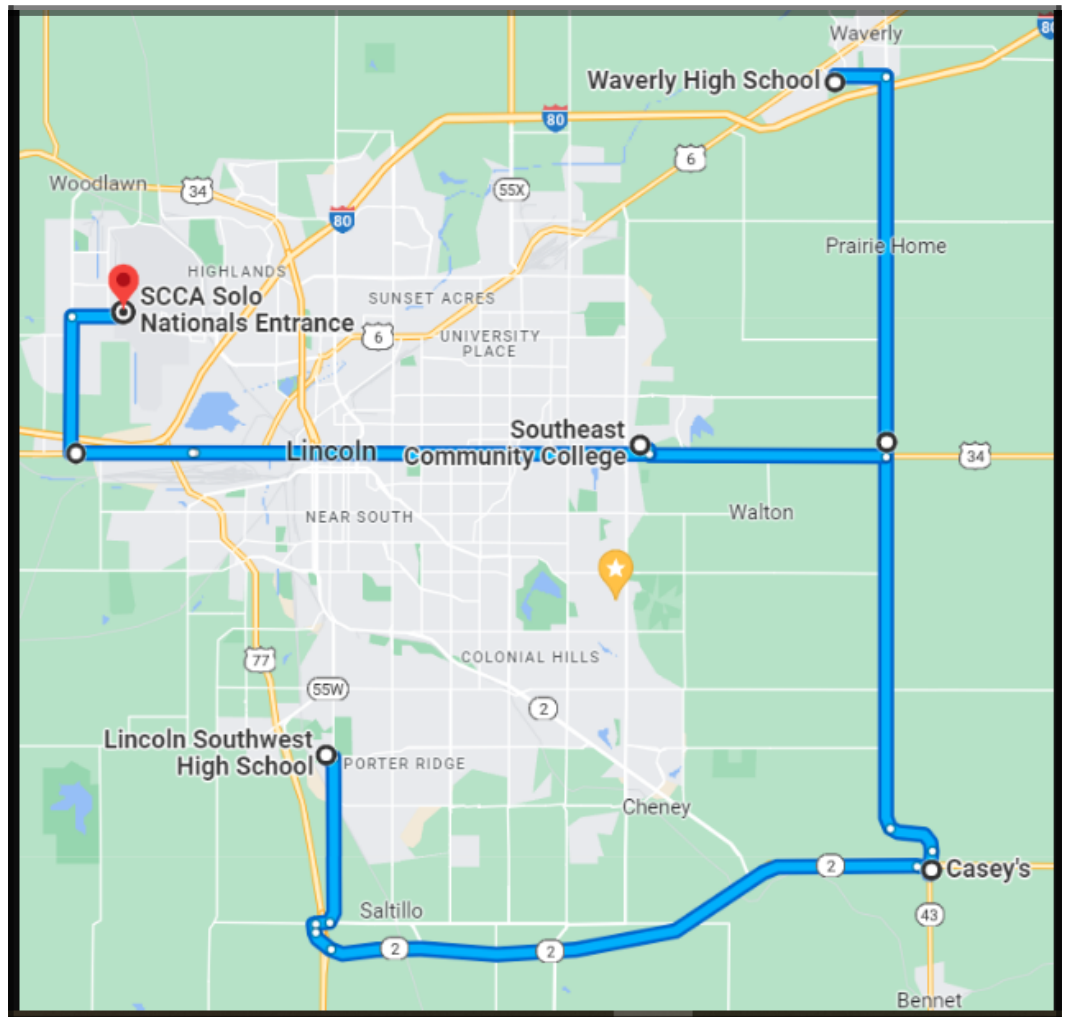 Waverly
80
Waverly High School
80
6
55X
Woodlawn
34
80
Prairie Home
HIGHLANDS
SCCA Solo
Nationals Entrance
SUNSET ACRES
6
UNIVERSITY
PLACE
Southeast
Community College
Lincoln
34
Walton
NEAR SOUTH
COLONIAL HILLS
77
55W
2
Lincoln Southwest
High School
PORTER RIDGE
Cheney
2
Casey's
Saltillo
43
2
2
Bennet